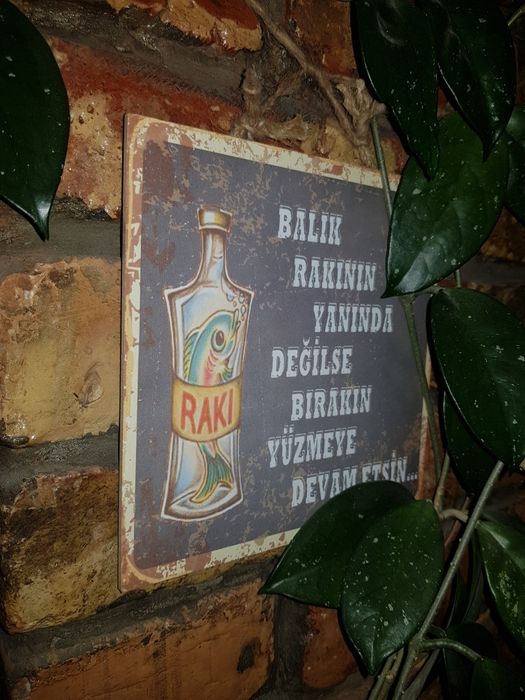 RAKI
BALIK
RAKININ
YANINDA
DEĞİLSE
BIRAKIN
YÜZMEYE
DEVAM ETSİN...